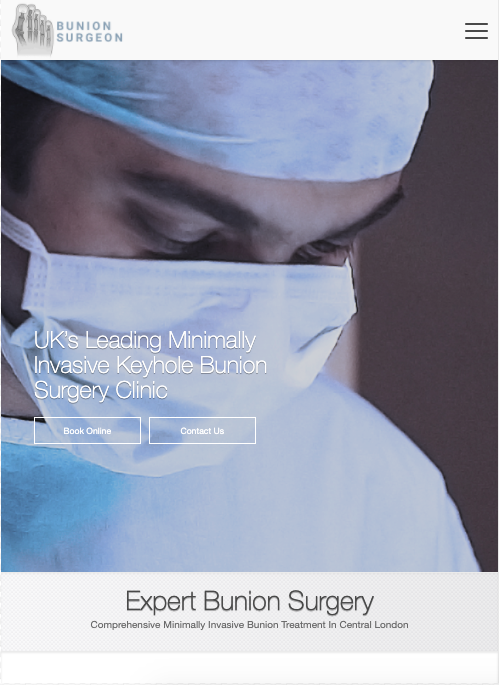 BUNION
SURGEON
UK's Leading Minimally
Invasive Keyhole Bunion
Surgery Clinic
Book Online
Contact Us
Expert Bunion Surgery
Comprehensive Minimally Invasive Bunion Treatment In Central London